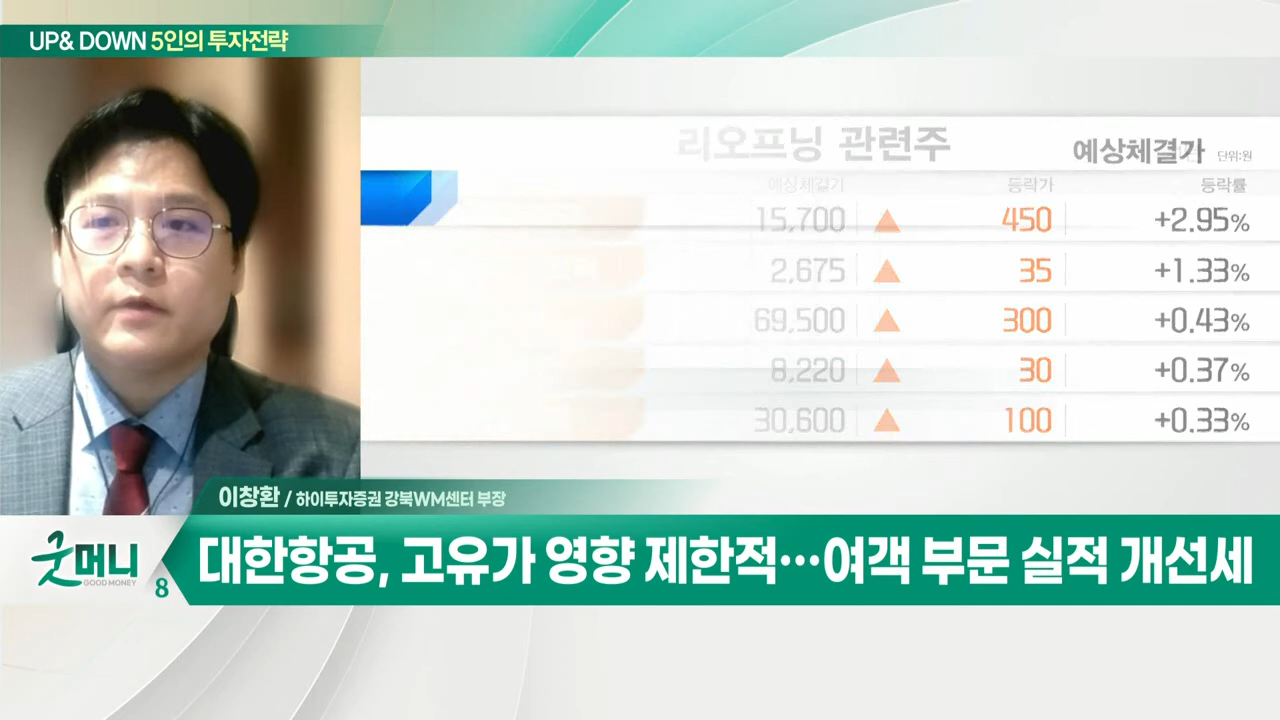 UP& DOWN 5인의 투자전략
리오프닝 관련주
예상체결가 단위:원
예상체결가 등락가 등락률
15,700 ▲ 450 +2.95%
2,675 ▲ 35 +1.33%
69,500 ▲ 300 +0.43%
8,220 ▲ 30 +0.37%
30,600 ▲ 100 +0.33%
이창환 / 하이투자증권 강북WM센터 부장
굿머니
GOOD MONEY
8
대한항공, 고유가 영향 제한적…여객 부문 실적 개선세